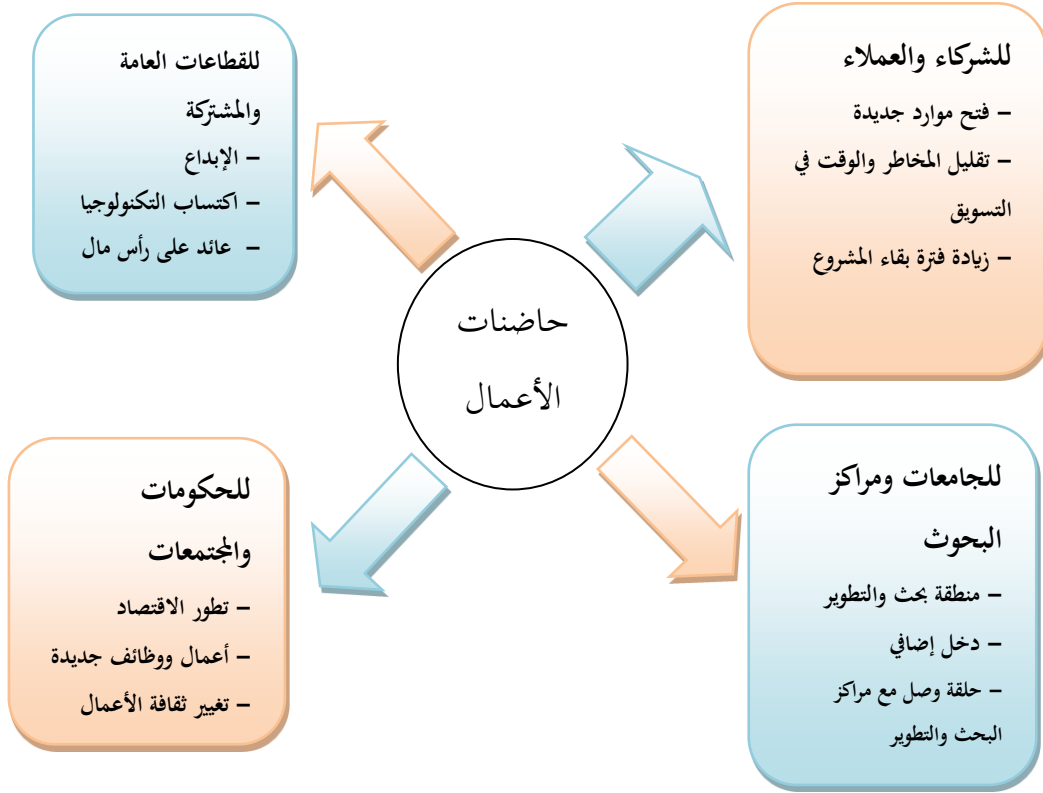 للشركاء والعملاء
– فتح موارد جديدة
– تقليل المخاطر والوقت في
التسويق
– زيادة فترة بقاء المشروع
للقطاعات العامة
والمشتركة
– الإبداع
– اكتساب التكنولوجيا
– عائد على رأس مال
حاضنات
الأعمال
للجامعات ومراكز
البحوث
– منطقة بحث والتطوير
– دخل إضافي
– حلقة وصل مع مراكز
البحث والتطوير
للحكومات
والمجتمعات
– تطور الاقتصاد
– أعمال ووظائف جديدة
– تغيير ثقافة الأعمال